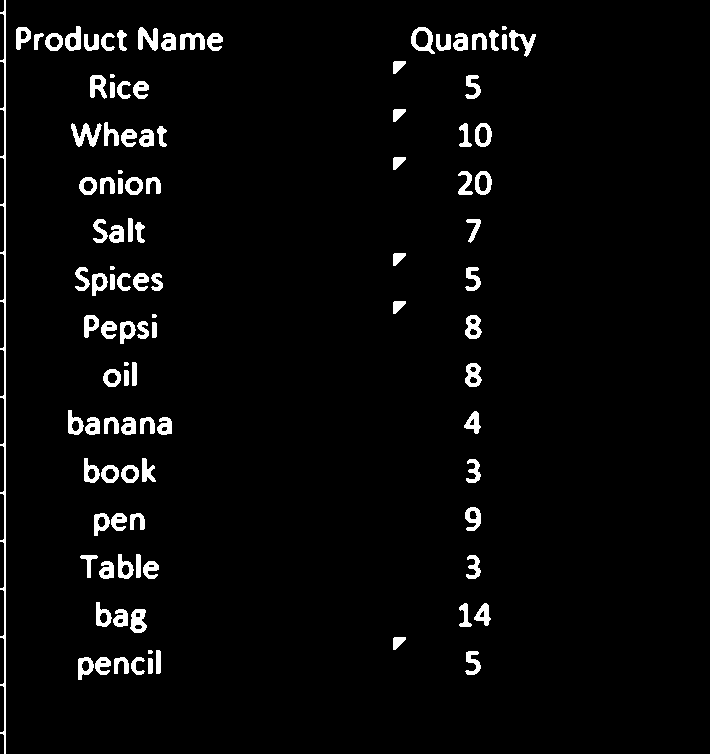 Product Name Quantity
Rice 5
Wheat 10
onion 20
Salt 7
Spices 5
Pepsi 8
oil 8
banana 4
book 3
pen 9
Table 3
bag 14
pencil 5